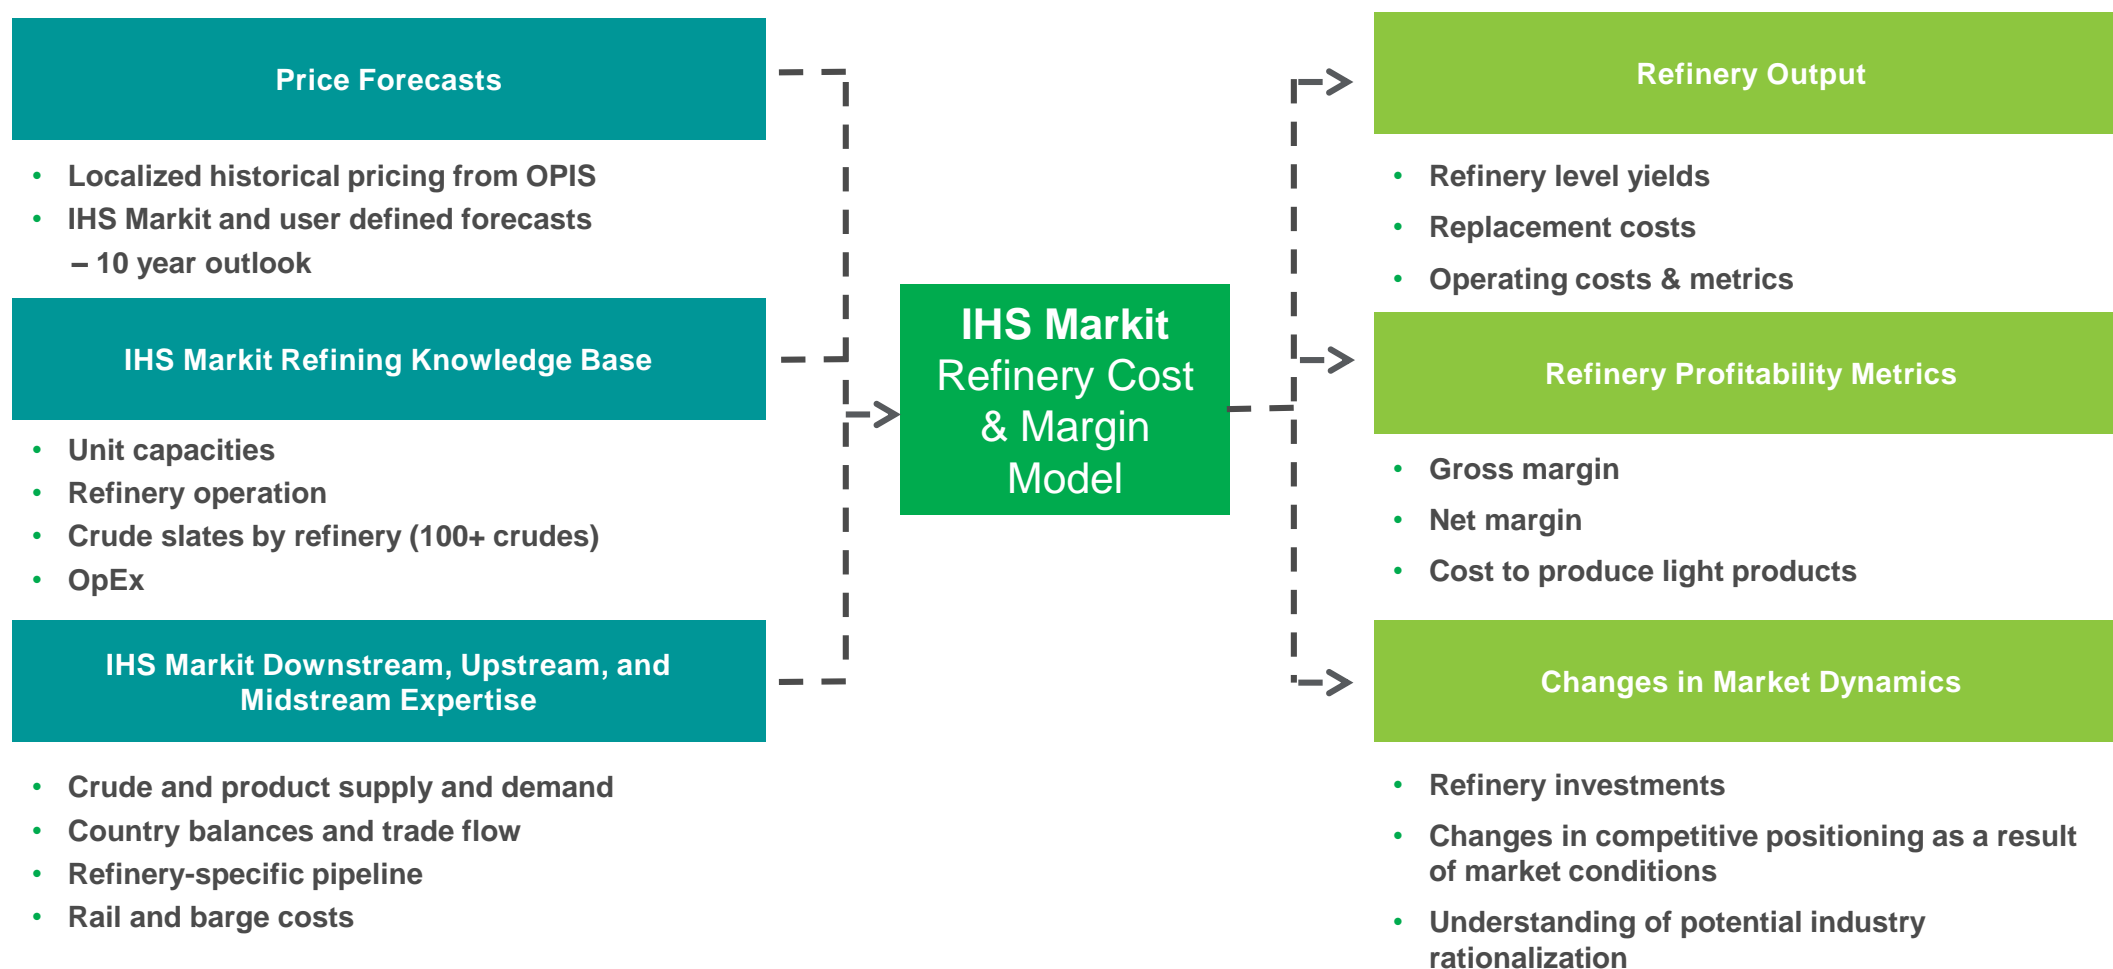 Price Forecasts
• Localized historical pricing from OPIS
• IHS Markit and user defined forecasts
– 10 year outlook
IHS Markit Refining Knowledge Base
• Unit capacities
• Refinery operation
• Crude slates by refinery (100+ crudes)
• OpEx
IHS Markit Downstream, Upstream, and
Midstream Expertise
• Crude and product supply and demand
• Country balances and trade flow
• Refinery-specific pipeline
• Rail and barge costs
IHS Markit
Refinery Cost
& Margin
Model
Refinery Output
• Refinery level yields
• Replacement costs
• Operating costs & metrics
Refinery Profitability Metrics
• Gross margin
• Net margin
• Cost to produce light products
Changes in Market Dynamics
• Refinery investments
• Changes in competitive positioning as a result
of market conditions
• Understanding of potential industry
rationalization